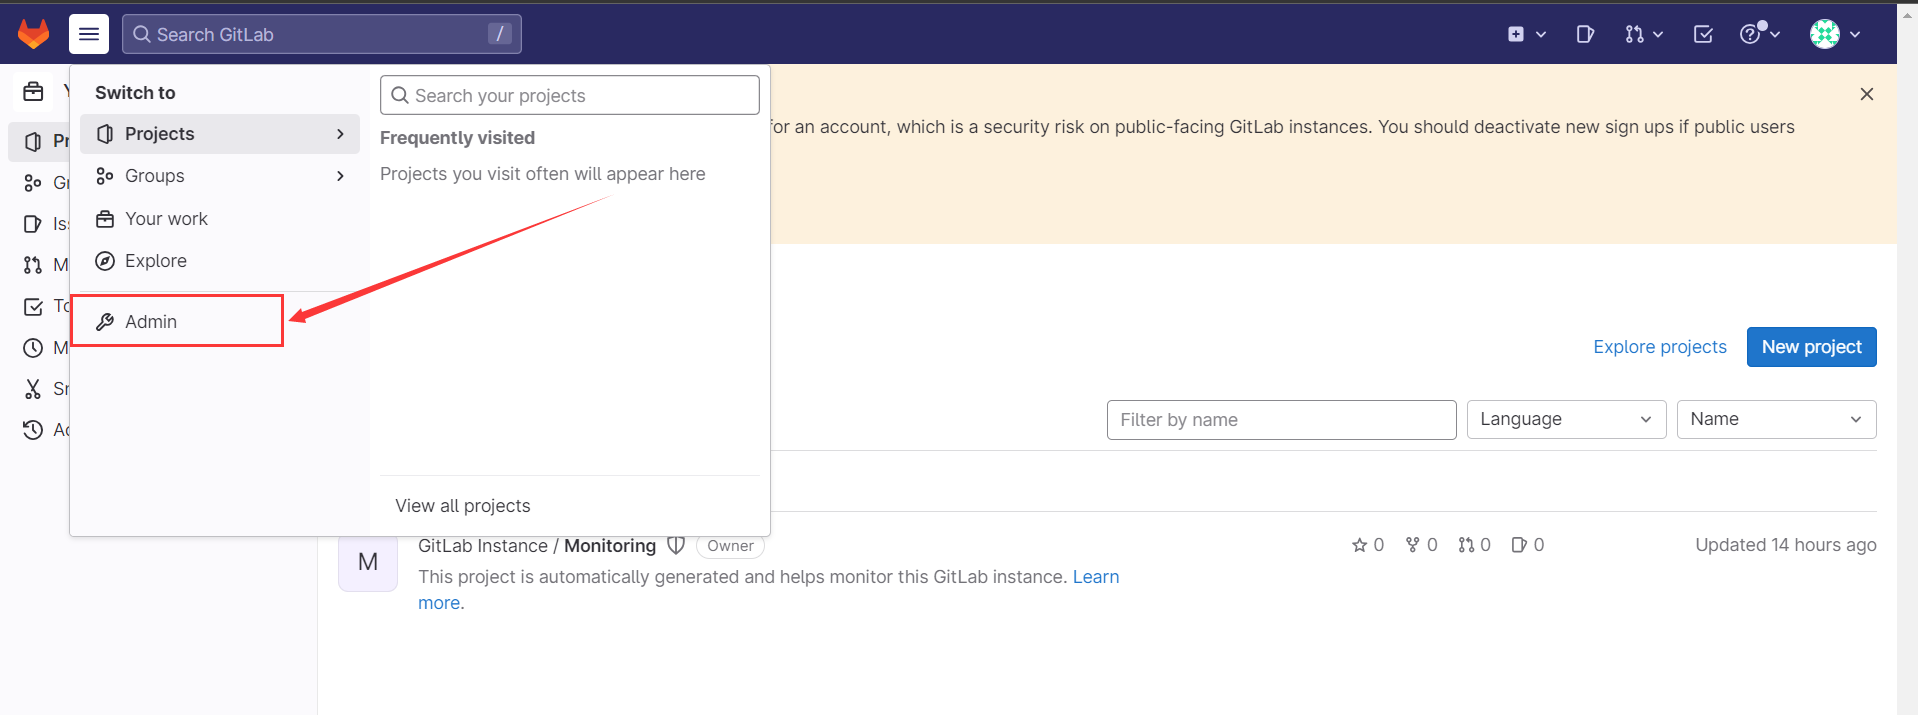 Search GitLab
/
Switch to
Projects
Groups
Your work
Explore
Admin
Search your projects
Frequently visited
Projects you visit often will appear here
View all projects
Y
Pr
Gr
Iss
M
To
M
Sn
Ac
for an account, which is a security risk on public-facing GitLab instances. You should deactivate new sign ups if public users
Explore projects
New project
Filter by name
Language
Name
M
GitLab Instance / Monitoring
Owner
0
0
0
0
Updated 14 hours ago
This project is automatically generated and helps monitor this GitLab instance. Learn
more.